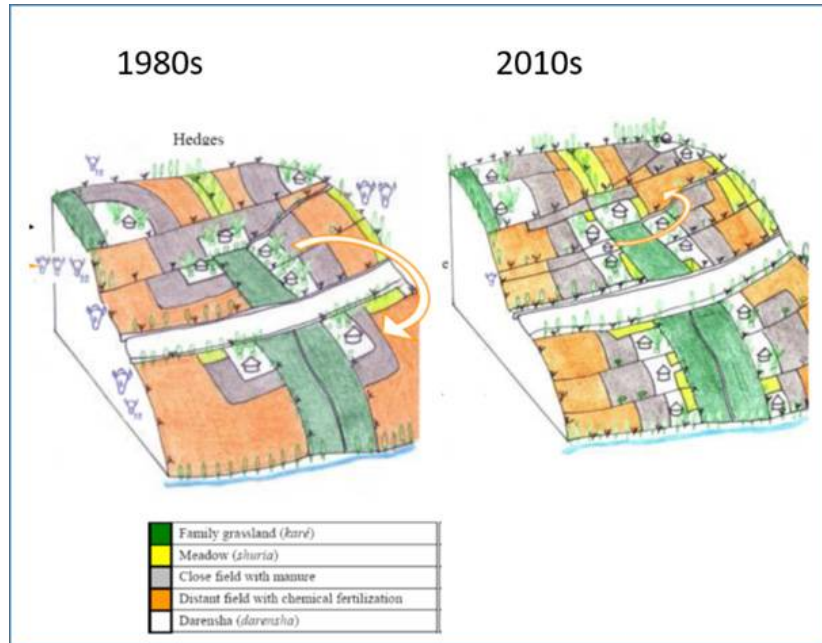 1980s
2010s
Hedges
e
Family grassland (karé)
Meadow (shuria)
Close field with manure
Distant field with chemical fertilization
Darensha (darensha)